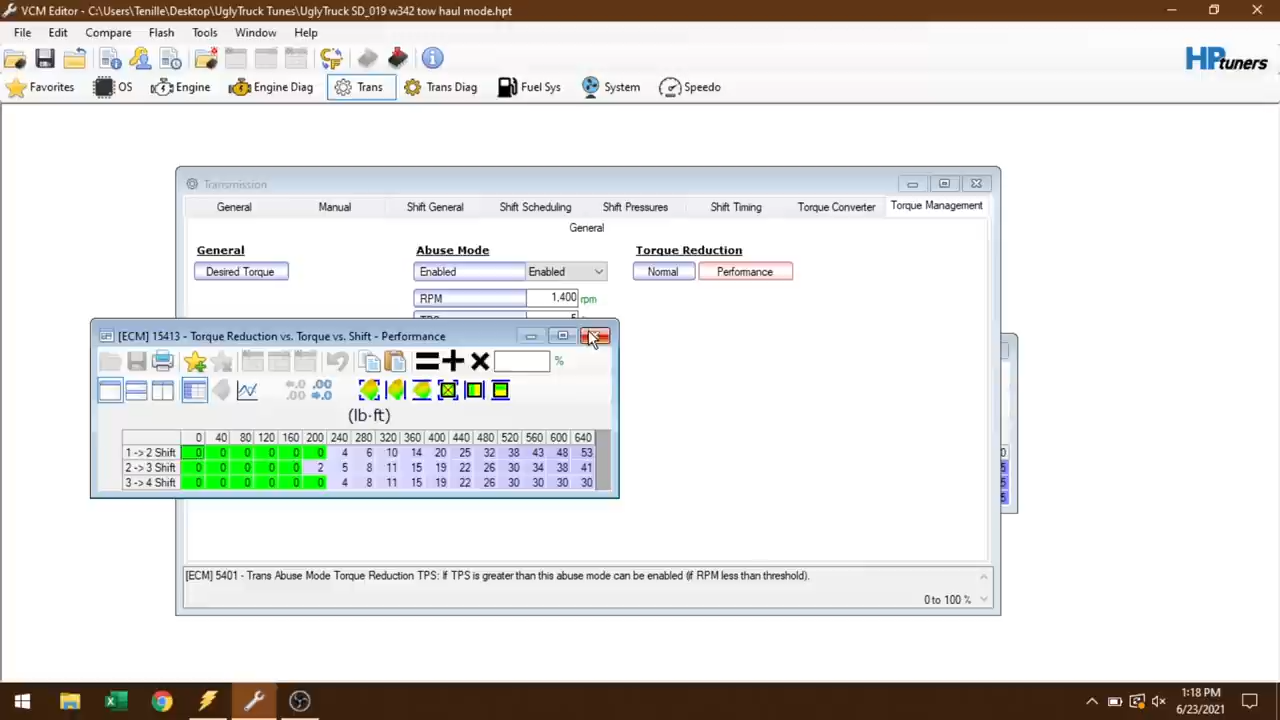 VCM Editor - C:\Users\Tenille\Desktop\UglyTruck Tunes\UglyTruck SD_019 w342 tow haul mode.hpt
File Edit Compare Flash Tools Window Help
HPtuners
Favorites OS Engine Engine Diag Trans Trans Diag Fuel Sys System Speedo
Transmission
General Manual Shift General Shift Scheduling Shift Pressures Shift Timing Torque Converter Torque Management
General
General Abuse Mode Torque Reduction
Desired Torque Enabled Enabled Normal Performance
RPM 1,400 rpm
[ECM] 15413 - Torque Reduction vs. Torque vs. Shift - Performance
%
(lb·ft)
0 40 80 120 160 200 240 280 320 360 400 440 480 520 560 600 640
1 -> 2 Shift 0 0 0 0 0 0 4 6 10 14 20 25 32 38 43 48 53
2 -> 3 Shift 0 0 0 0 0 2 5 8 11 15 19 22 26 30 34 38 41
3 -> 4 Shift 0 0 0 0 0 0 4 8 11 15 19 22 26 30 30 30 30
[ECM] 5401 - Trans Abuse Mode Torque Reduction TPS: If TPS is greater than this abuse mode can be enabled (if RPM less than threshold).
0 to 100 %
1:18 PM
6/23/2021